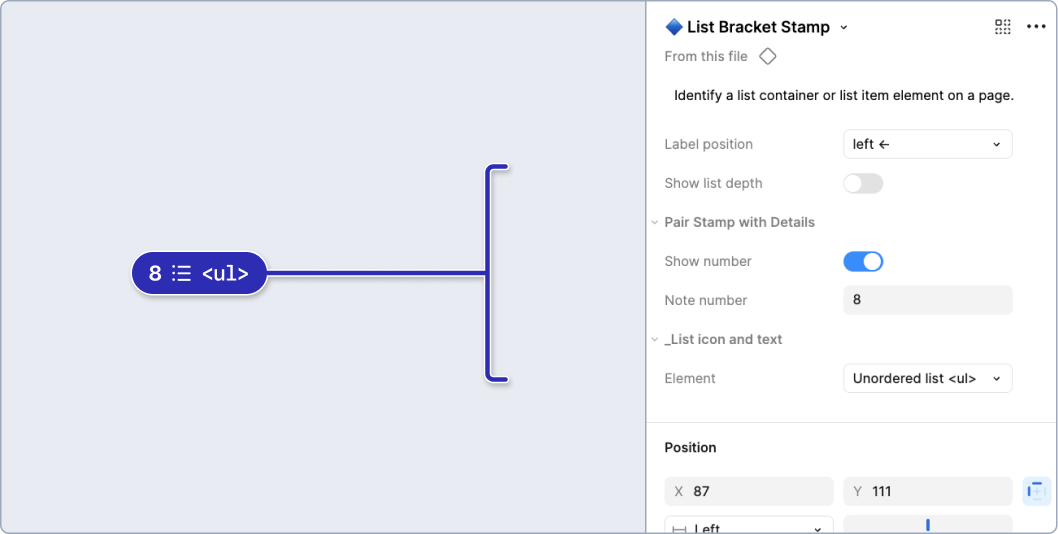 8 <ul>
List Bracket Stamp
From this file
Identify a list container or list item element on a page.
Label position
left ←
Show list depth
Pair Stamp with Details
Show number
Note number
8
_List icon and text
Element
Unordered list <ul>
Position
X 87
Y 111
Left